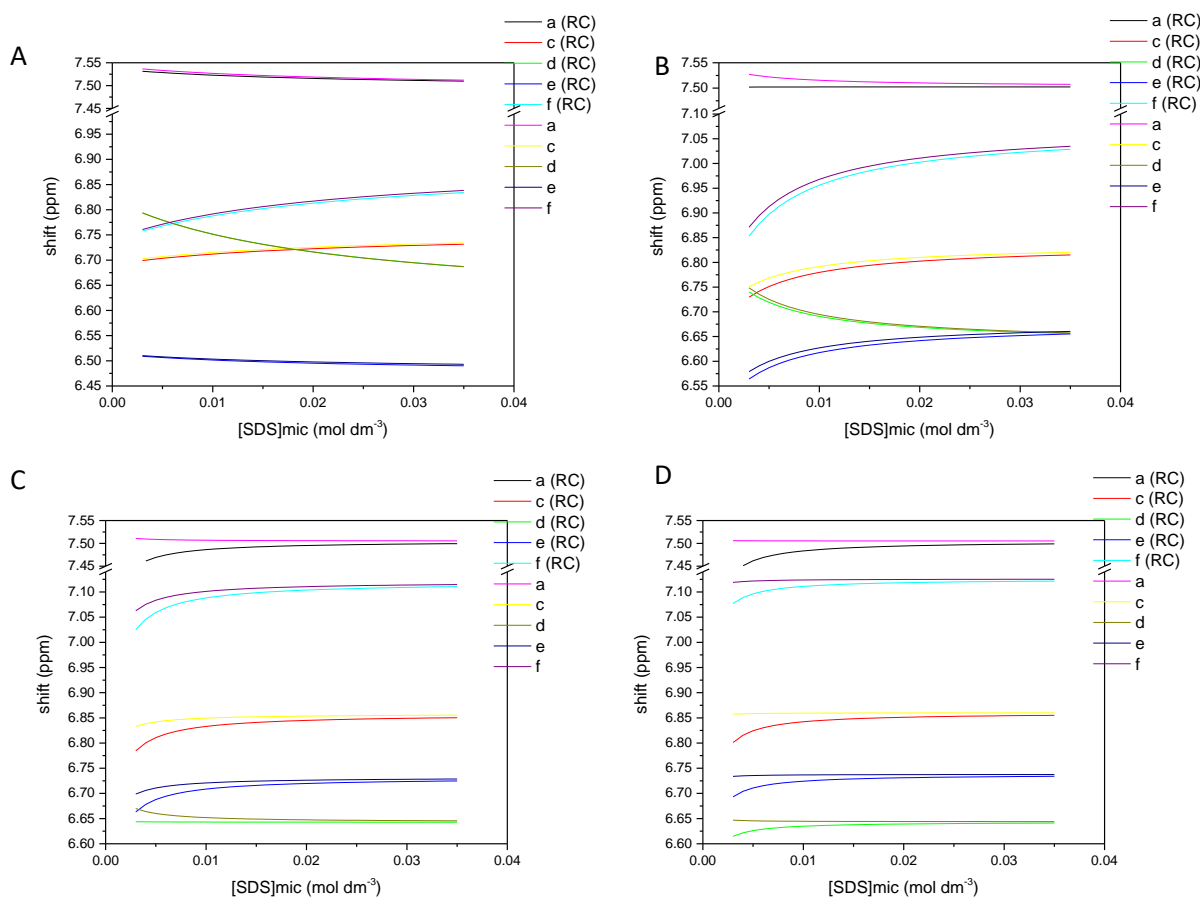 A
a (RC)
c (RC)
d (RC)
e (RC)
f (RC)
a
c
d
e
f
7.55
7.50
7.45
6.95
6.90
6.85
6.80
6.75
6.70
6.65
6.60
6.55
6.50
6.45
shift (ppm)
0.00 0.01 0.02 0.03 0.04
[SDS]mic (mol dm-3)
B
a (RC)
c (RC)
d (RC)
e (RC)
f (RC)
a
c
d
e
f
7.55
7.50
7.10
7.05
7.00
6.95
6.90
6.85
6.80
6.75
6.70
6.65
6.60
6.55
shift (ppm)
0.00 0.01 0.02 0.03 0.04
[SDS]mic (mol dm-3)
C
a (RC)
c (RC)
d (RC)
e (RC)
f (RC)
a
c
d
e
f
7.55
7.50
7.45
7.10
7.05
7.00
6.95
6.90
6.85
6.80
6.75
6.70
6.65
6.60
shift (ppm)
0.00 0.01 0.02 0.03 0.04
[SDS]mic (mol dm-3)
D
a (RC)
c (RC)
d (RC)
e (RC)
f (RC)
a
c
d
e
f
7.55
7.50
7.45
7.10
7.05
7.00
6.95
6.90
6.85
6.80
6.75
6.70
6.65
6.60
shift (ppm)
0.00 0.01 0.02 0.03 0.04
[SDS]mic (mol dm-3)